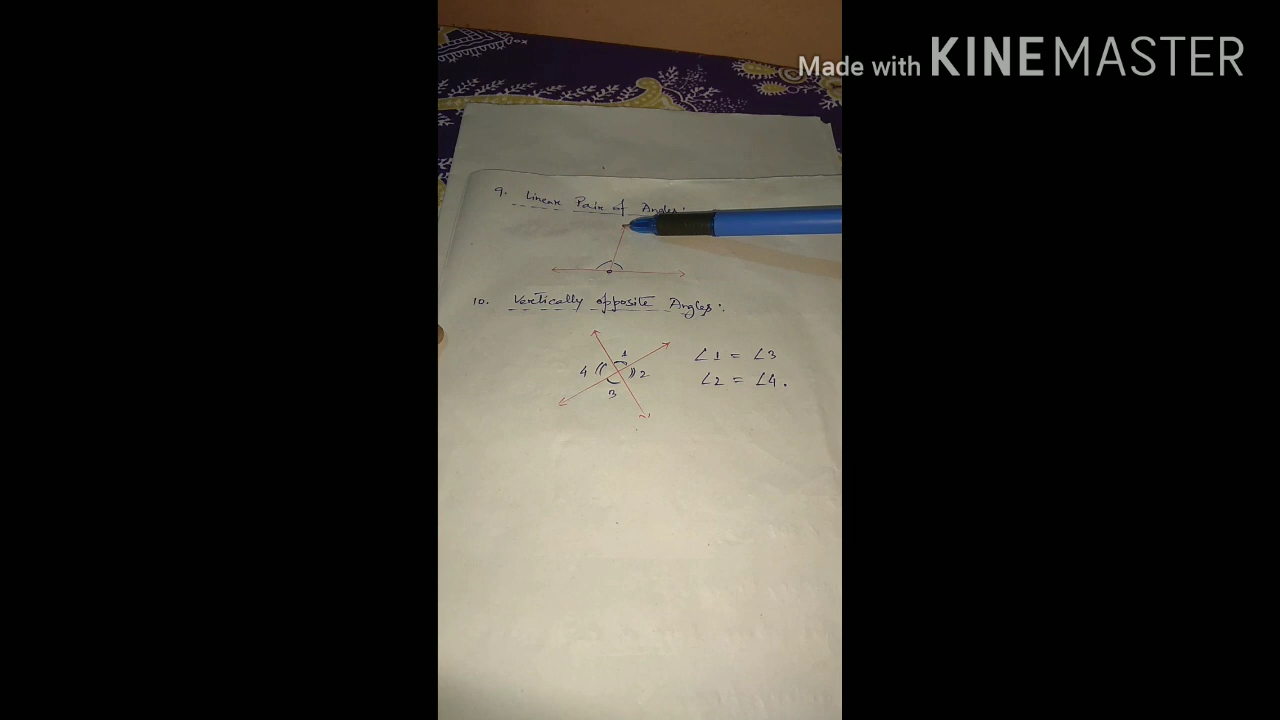 Made with KINEMASTER
9. Linear Pair of Angles:
10. Vertically opposite Angles:
1
4 2
3
∠1 = ∠3
∠2 = ∠4.